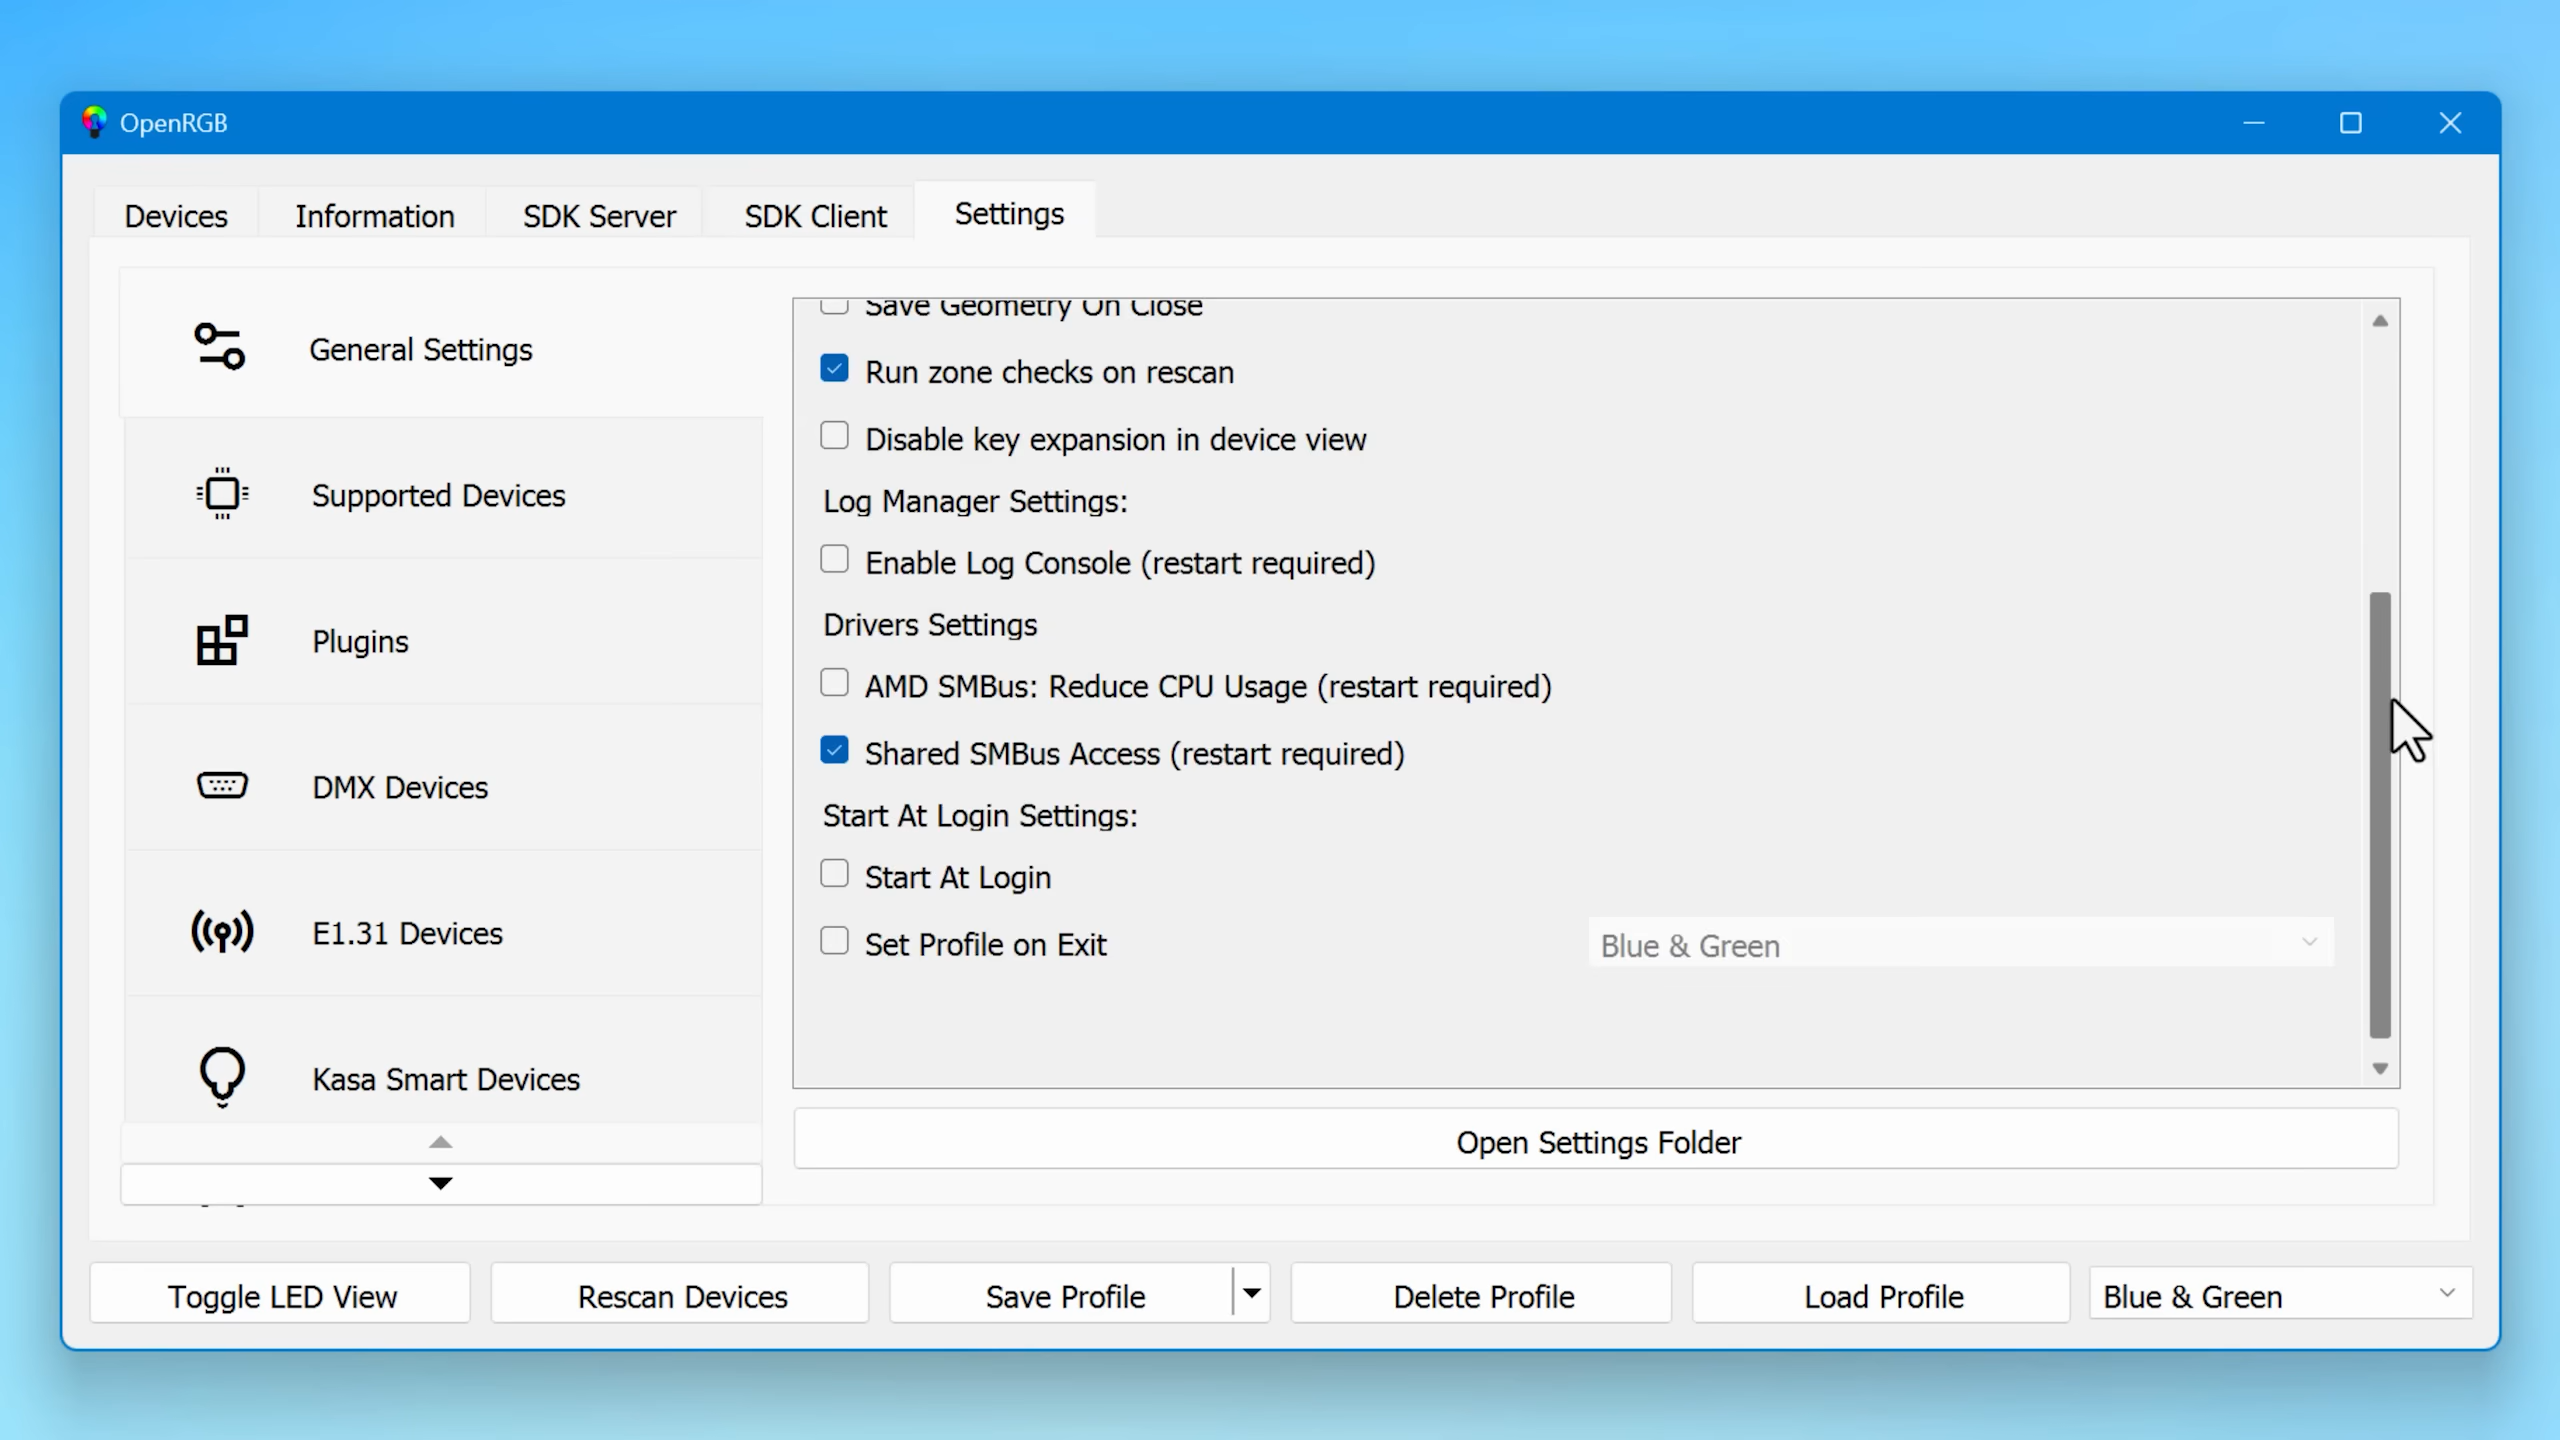 OpenRGB
Devices
Information
SDK Server
SDK Client
Settings
General Settings
Supported Devices
Plugins
DMX Devices
E1.31 Devices
Kasa Smart Devices
Save Geometry On Close
Run zone checks on rescan
Disable key expansion in device view
Log Manager Settings:
Enable Log Console (restart required)
Drivers Settings
AMD SMBus: Reduce CPU Usage (restart required)
Shared SMBus Access (restart required)
Start At Login Settings:
Start At Login
Set Profile on Exit
Blue & Green
Open Settings Folder
Toggle LED View
Rescan Devices
Save Profile
Delete Profile
Load Profile
Blue & Green